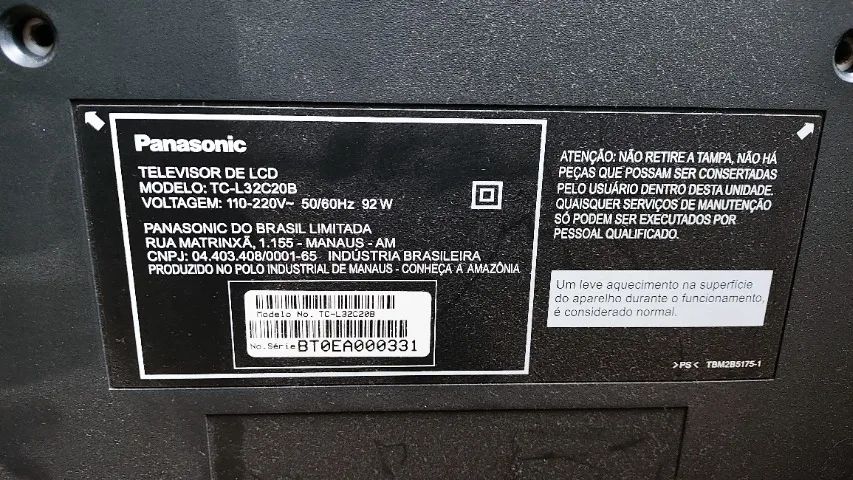 Panasonic
TELEVISOR DE LCD
MODELO: TC-L32C20B
VOLTAGEM: 110-220V~ 50/60Hz 92 W
PANASONIC DO BRASIL LIMITADA
RUA MATRINXÃ, 1.155 - MANAUS - AM
CNPJ: 04.403.408/0001-65 INDÚSTRIA BRASILEIRA
PRODUZIDO NO POLO INDUSTRIAL DE MANAUS - CONHEÇA A AMAZÔNIA
Modelo No. TC-L32C20B
No.Série BT0EA000331
ATENÇÃO: NÃO RETIRE A TAMPA, NÃO HÁ
PEÇAS QUE POSSAM SER CONSERTADAS
PELO USUÁRIO DENTRO DESTA UNIDADE.
QUAISQUER SERVIÇOS DE MANUTENÇÃO
SÓ PODEM SER EXECUTADOS POR
PESSOAL QUALIFICADO.
Um leve aquecimento na superfície
do aparelho durante o funcionamento,
é considerado normal.
>PS< TBM2B5175-1